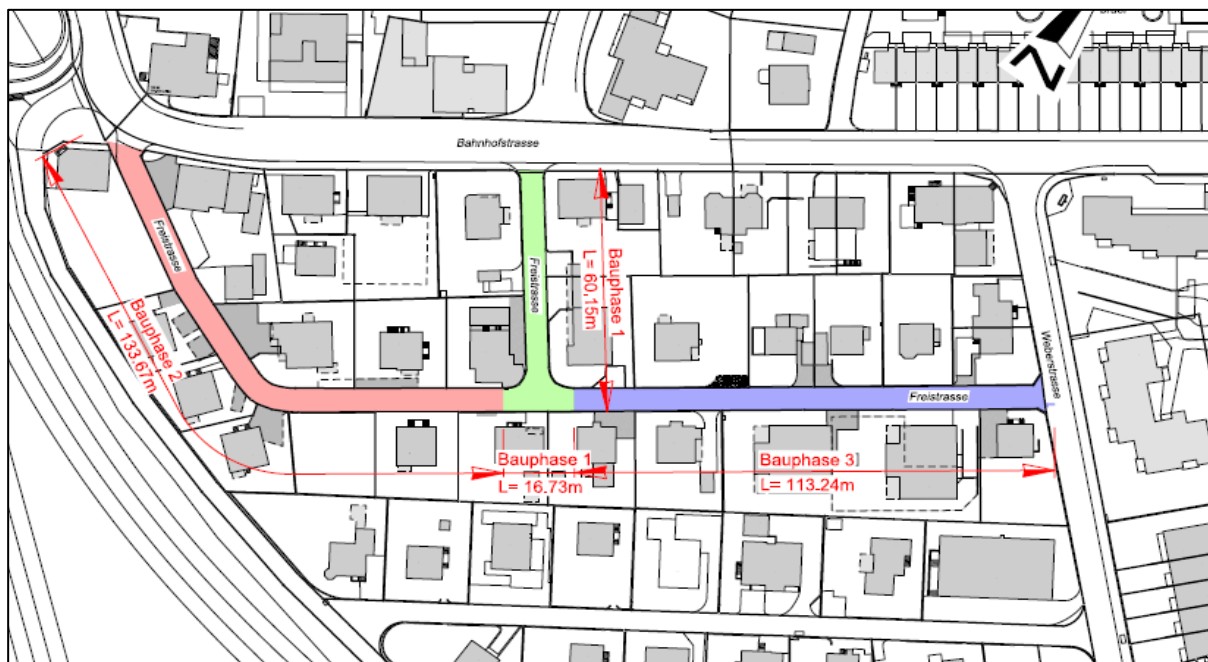 N
Bahnhofstrasse
Freistrasse
Freistrasse
Bauphase 1
L= 60.15m
Bauphase 2
L= 133.67m
Weberstrasse
Freistrasse
Bauphase 1
L= 16.73m
Bauphase 3
L= 113.24m